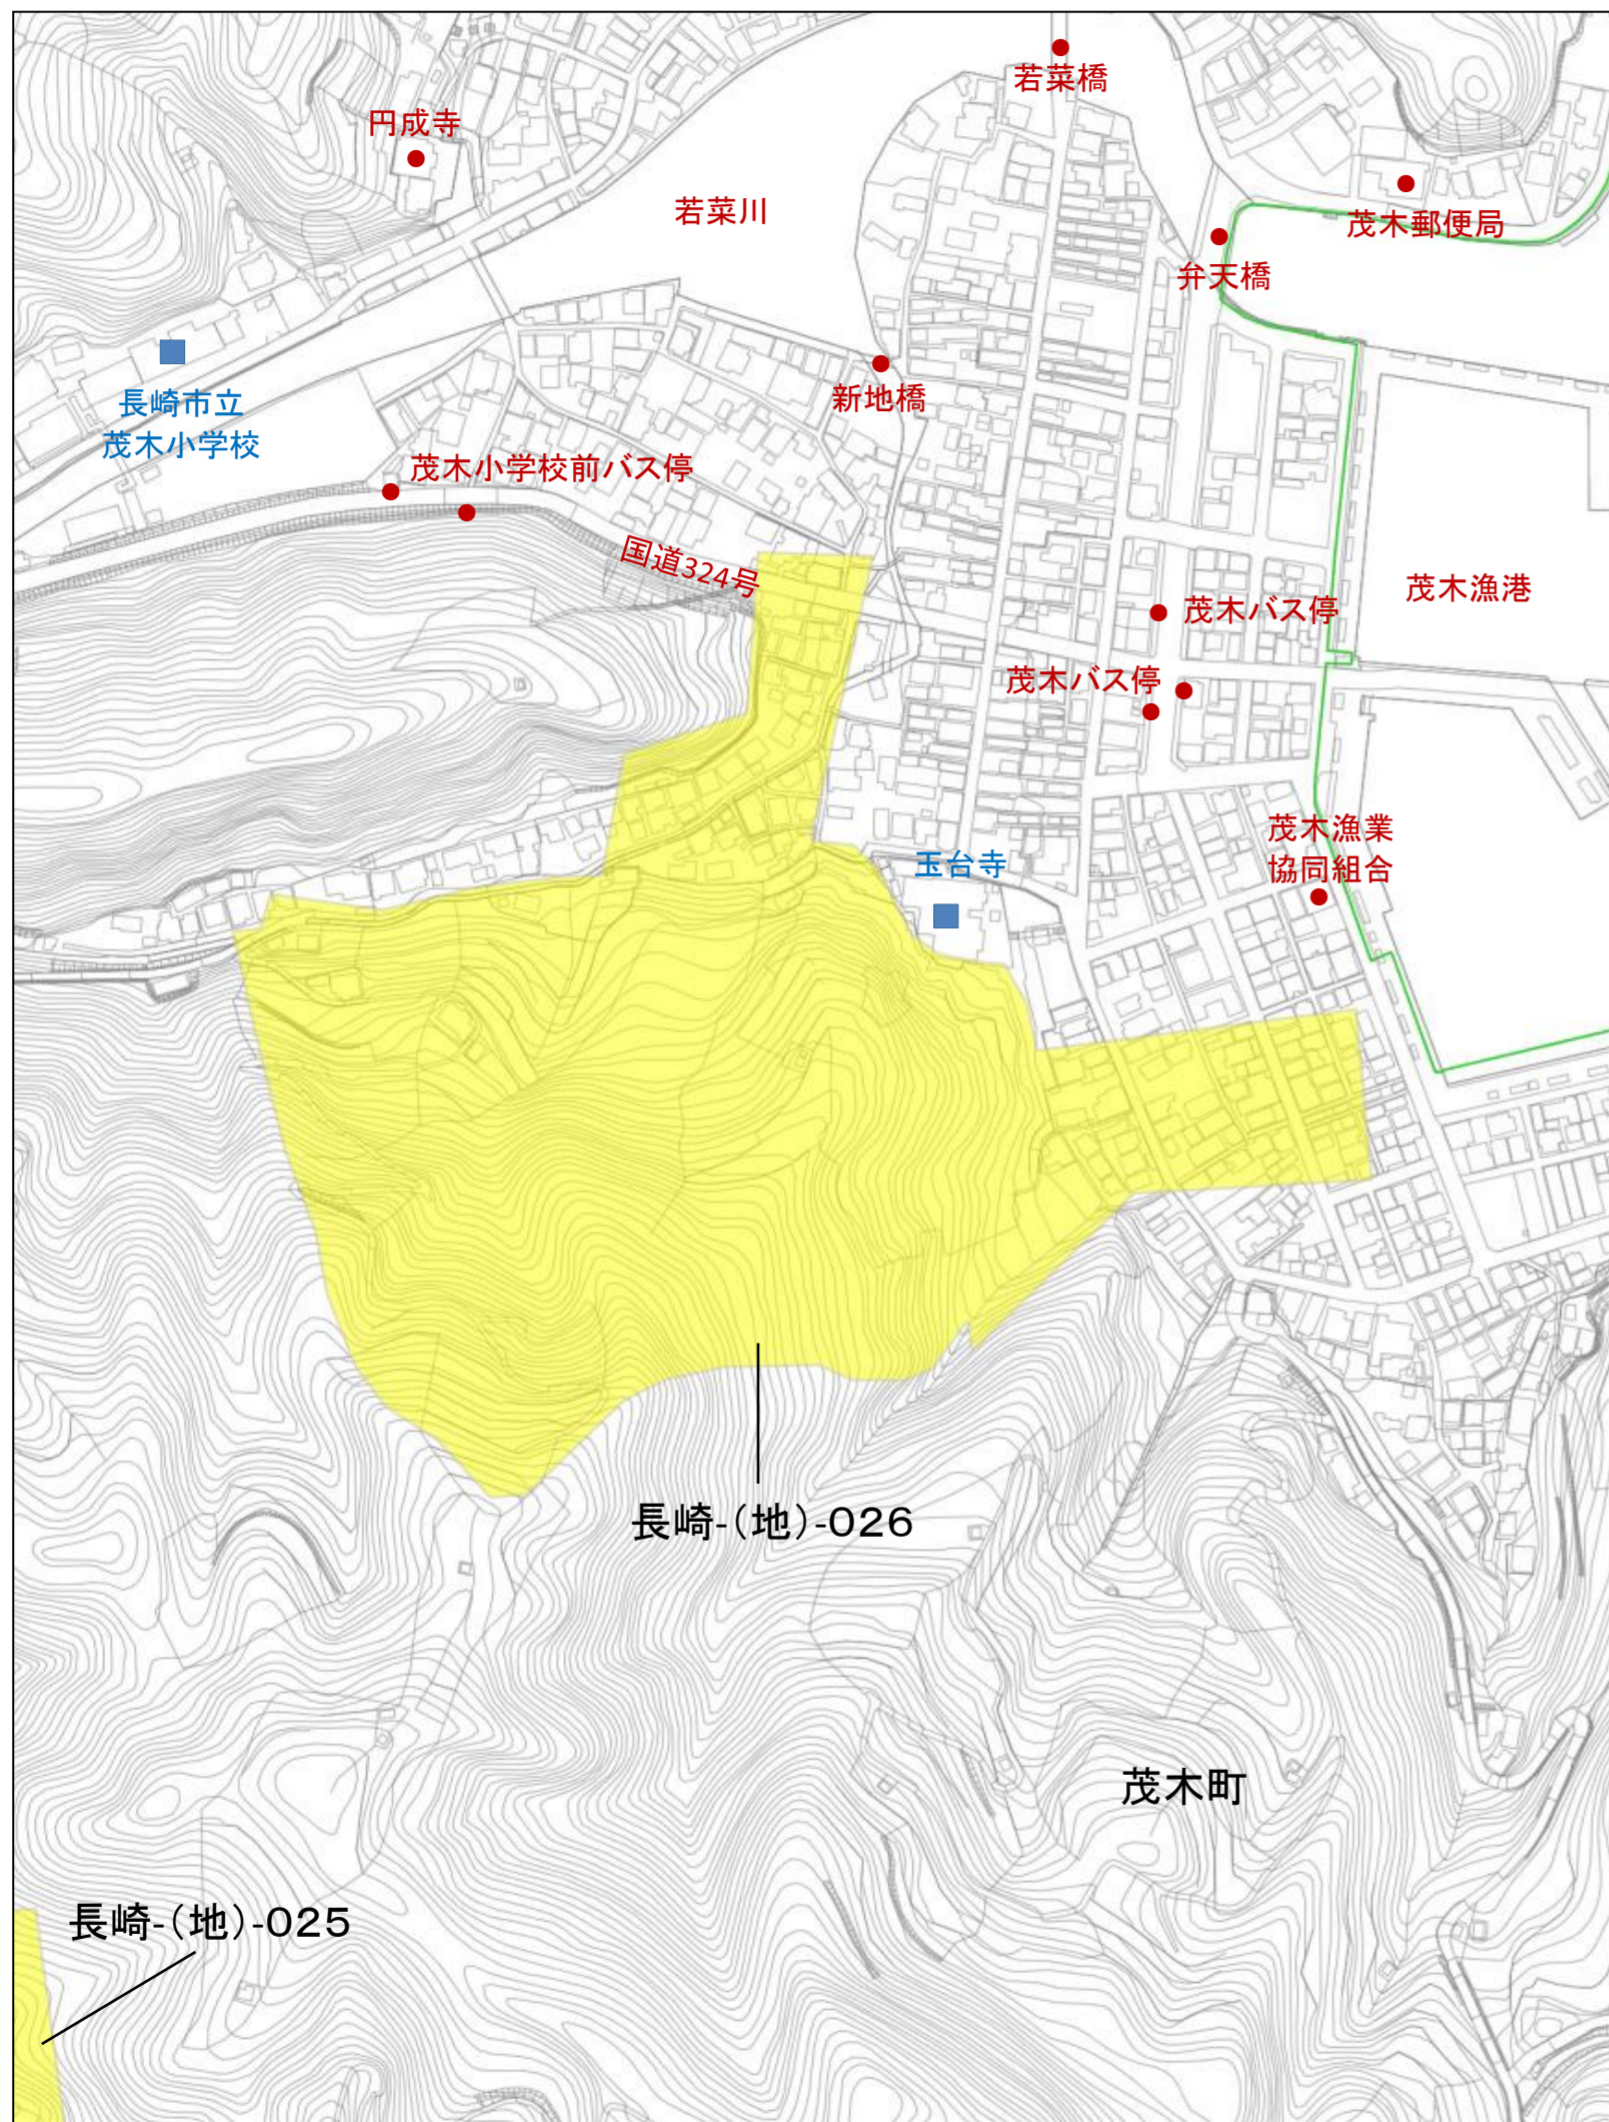 若菜橋
円成寺
若菜川
茂木郵便局
弁天橋
長崎市立
茂木小学校
新地橋
茂木小学校前バス停
国道324号
茂木漁港
茂木バス停
茂木バス停
茂木漁業
協同組合
玉台寺
長崎-(地)-026
茂木町
長崎-(地)-025